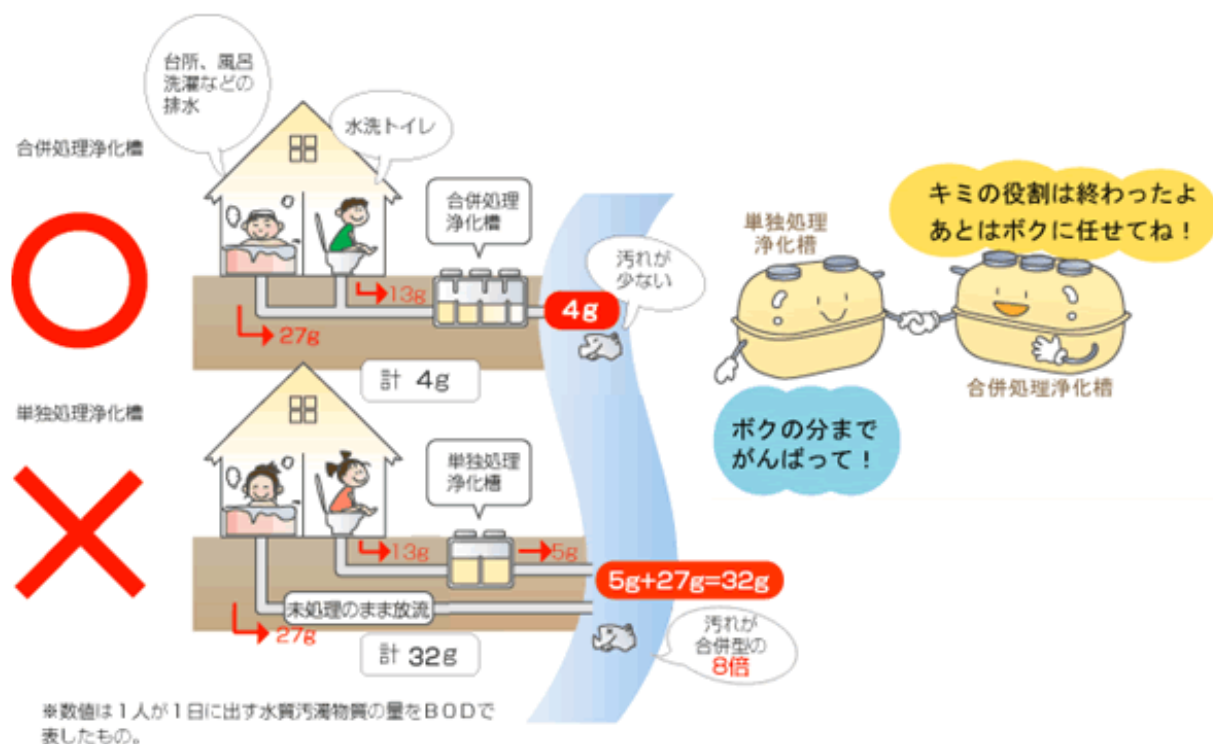 台所、風呂
洗濯などの
排水
水洗トイレ
合併処理浄化槽
合併処理
浄化槽
汚れが
少ない
13g
27g
4g
計 4g
単独処理浄化槽
単独処理
浄化槽
13g
5g
5g+27g=32g
未処理のまま放流
27g
計 32g
汚れが
合併型の
8倍
※数値は1人が1日に出す水質汚濁物質の量をBODで
表したもの。
キミの役割は終わったよ
あとはボクに任せてね!
単独処理
浄化槽
合併処理浄化槽
ボクの分まで
がんばって!